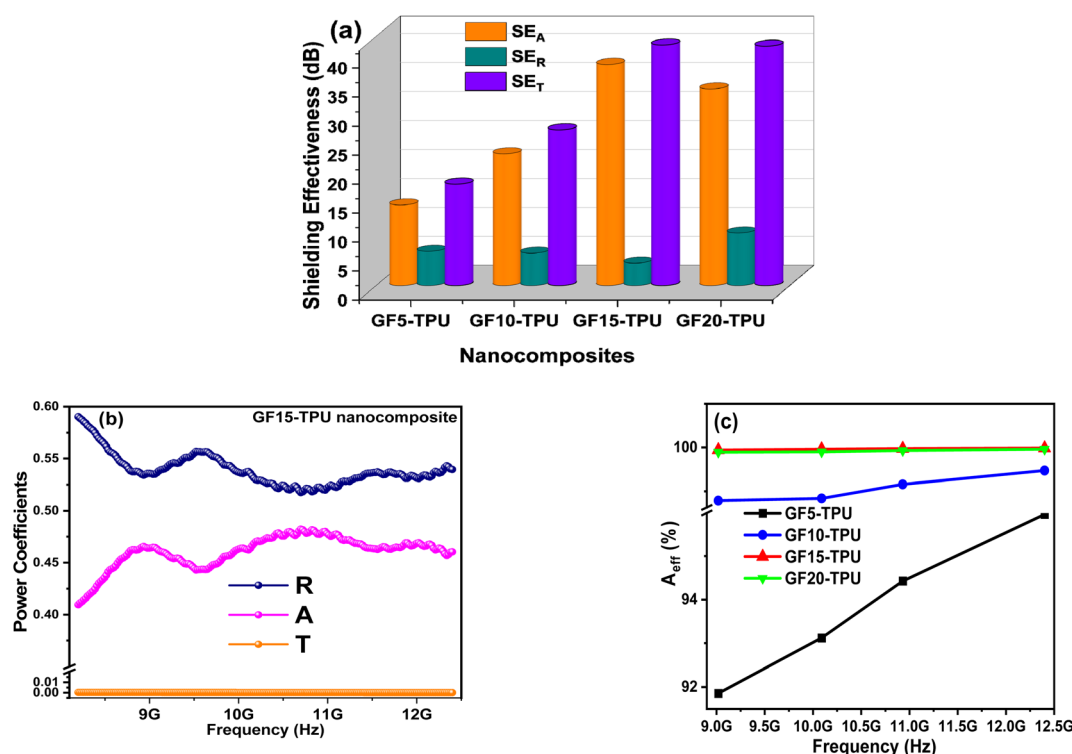 (a)
SE_A
SE_R
SE_T
Shielding Effectiveness (dB)
40
35
30
25
20
15
10
5
0
GF5-TPU GF10-TPU GF15-TPU GF20-TPU
Nanocomposites
(b)
GF15-TPU nanocomposite
Power Coefficients
0.60
0.55
0.50
0.45
0.40
0.01
0.00
R
A
T
9G 10G 11G 12G
Frequency (Hz)
(c)
A_eff (%)
100
94
92
GF5-TPU
GF10-TPU
GF15-TPU
GF20-TPU
9.0G 9.5G 10.0G 10.5G 11.0G 11.5G 12.0G 12.5G
Frequency (Hz)